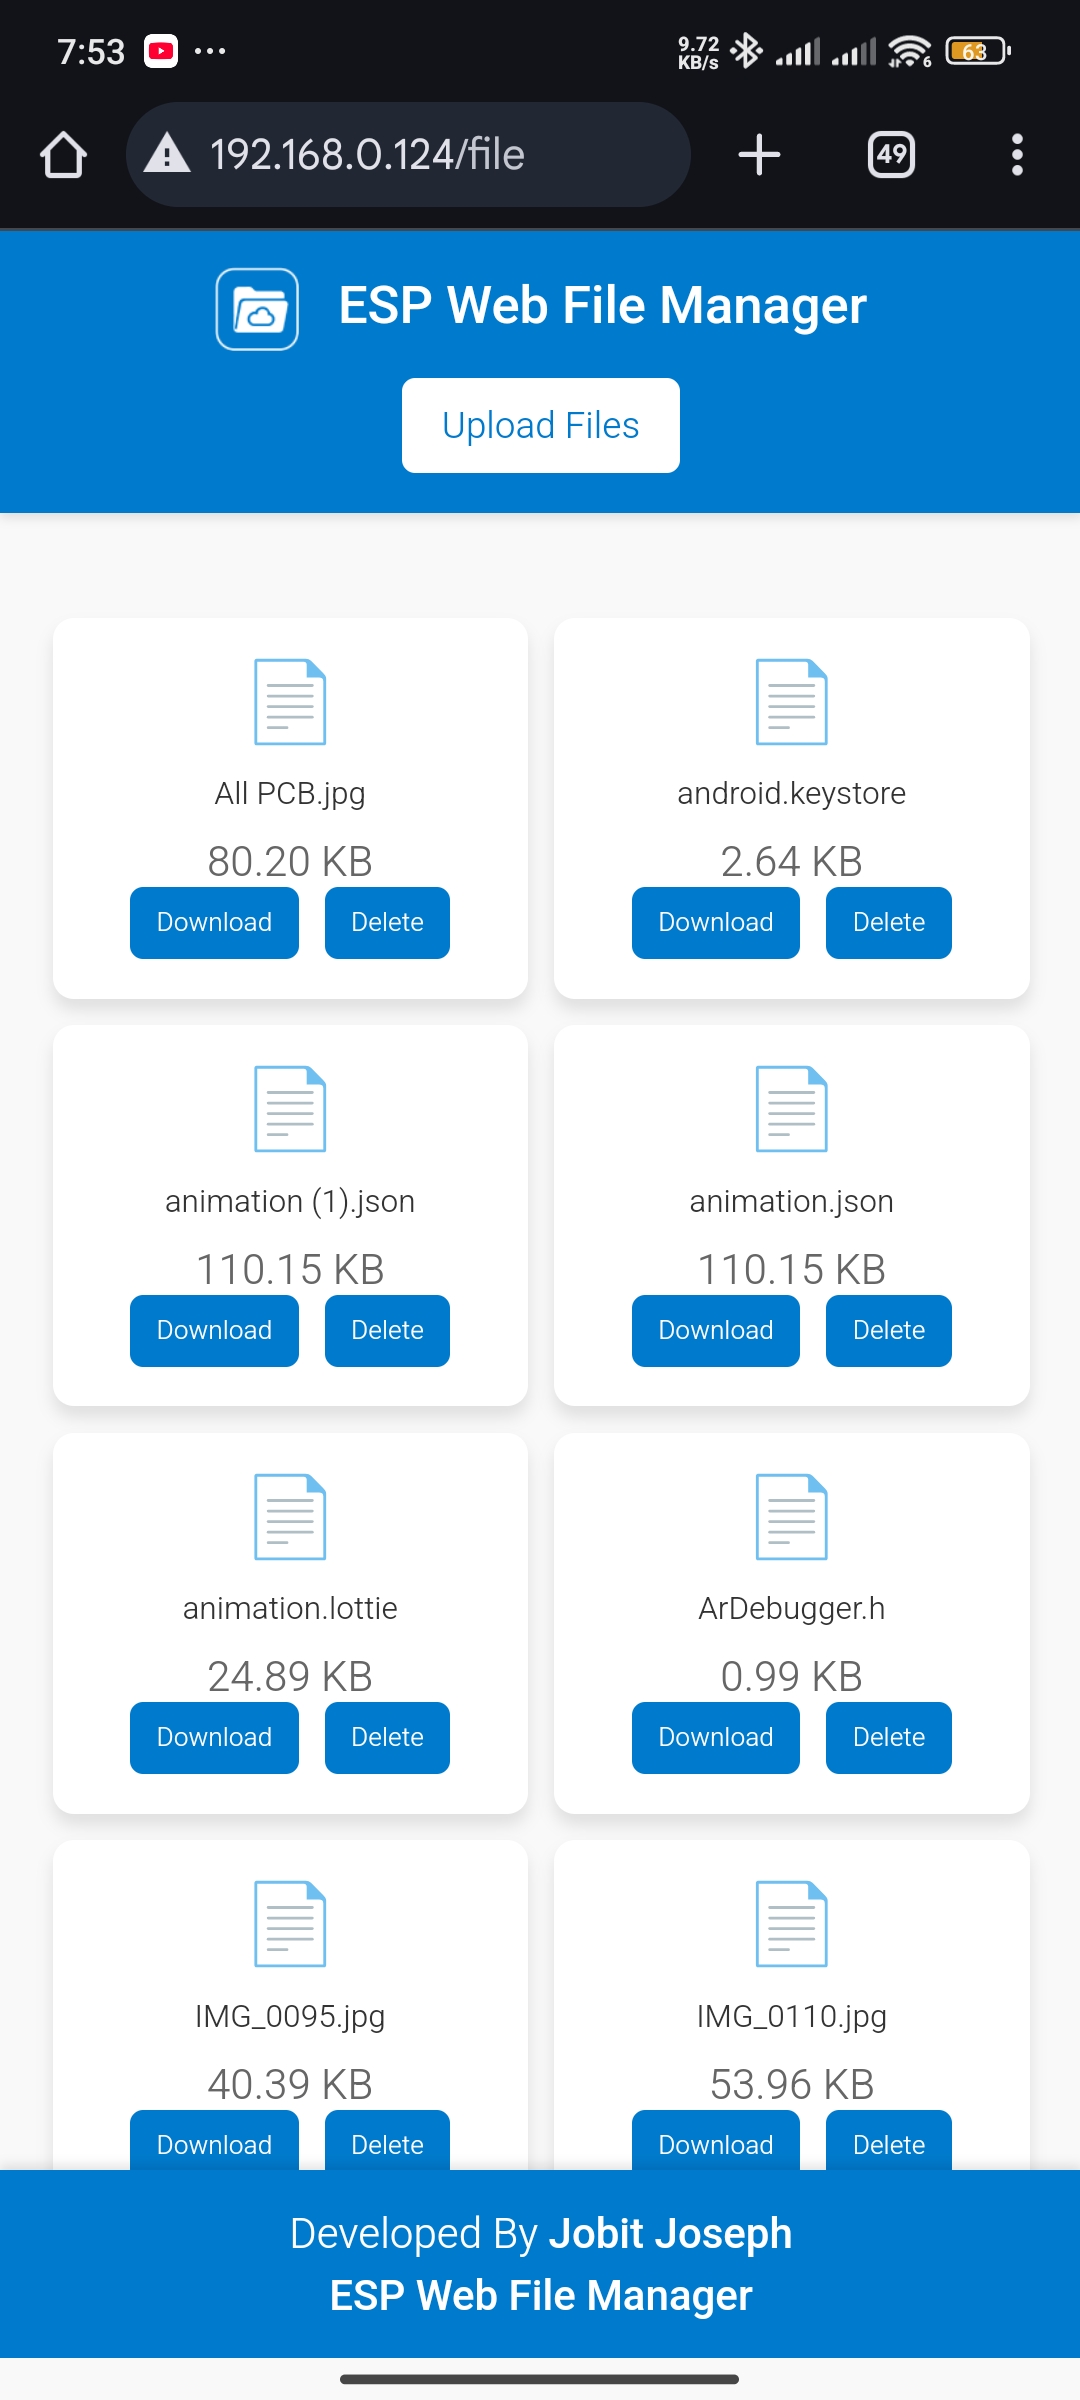 7:53 ... 9.72 KB/s 6 63
192.168.0.124/file 49
ESP Web File Manager
Upload Files
All PCB.jpg android.keystore
80.20 KB 2.64 KB
Download Delete Download Delete
animation (1).json animation.json
110.15 KB 110.15 KB
Download Delete Download Delete
animation.lottie ArDebugger.h
24.89 KB 0.99 KB
Download Delete Download Delete
IMG_0095.jpg IMG_0110.jpg
40.39 KB 53.96 KB
Download Delete Download Delete
Developed By Jobit Joseph
ESP Web File Manager